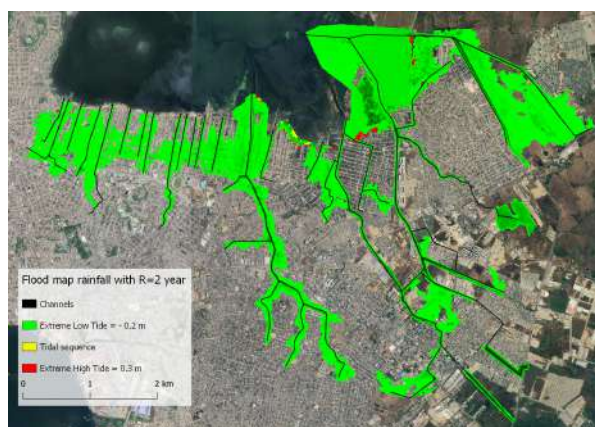 Flood map rainfall with R=2 year
Channels
Extreme Low Tide = - 0.2 m
Tidal sequence
Extreme High Tide = 0.3 m
0 1 2 km